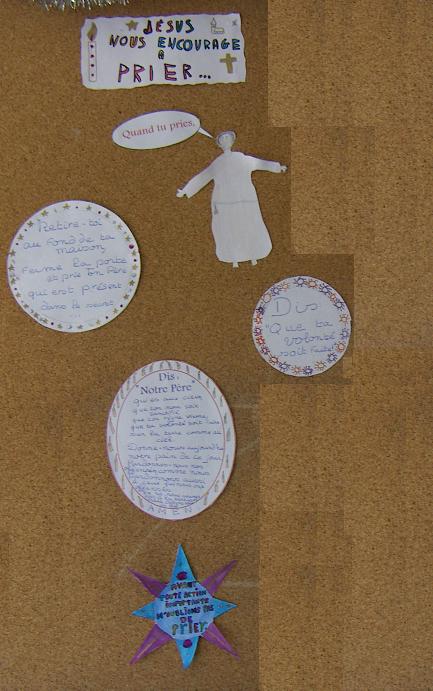 JÉSUS
NOUS ENCOURAGE
À
PRIER...
Quand tu pries,
Retire-toi
au fond de ta
maison,
Ferme la porte
et prie ton Père
qui est présent
dans le secret
...
Dis
"Que ta
volonté
soit faite"
Dis,
"Notre Père"
qui es aux cieux
que ton nom soit
sanctifié
que ton règne vienne,
que ta volonté soit faite
sur la terre comme au
ciel.
Donne-nous aujourd'hui
notre pain de ce jour
Pardonne-nous nos
offenses comme nous
pardonnons aussi
AMEN
AVANT
TOUTE ACTION
IMPORTANTE
N'OUBLIONS PAS
DE
PRIER